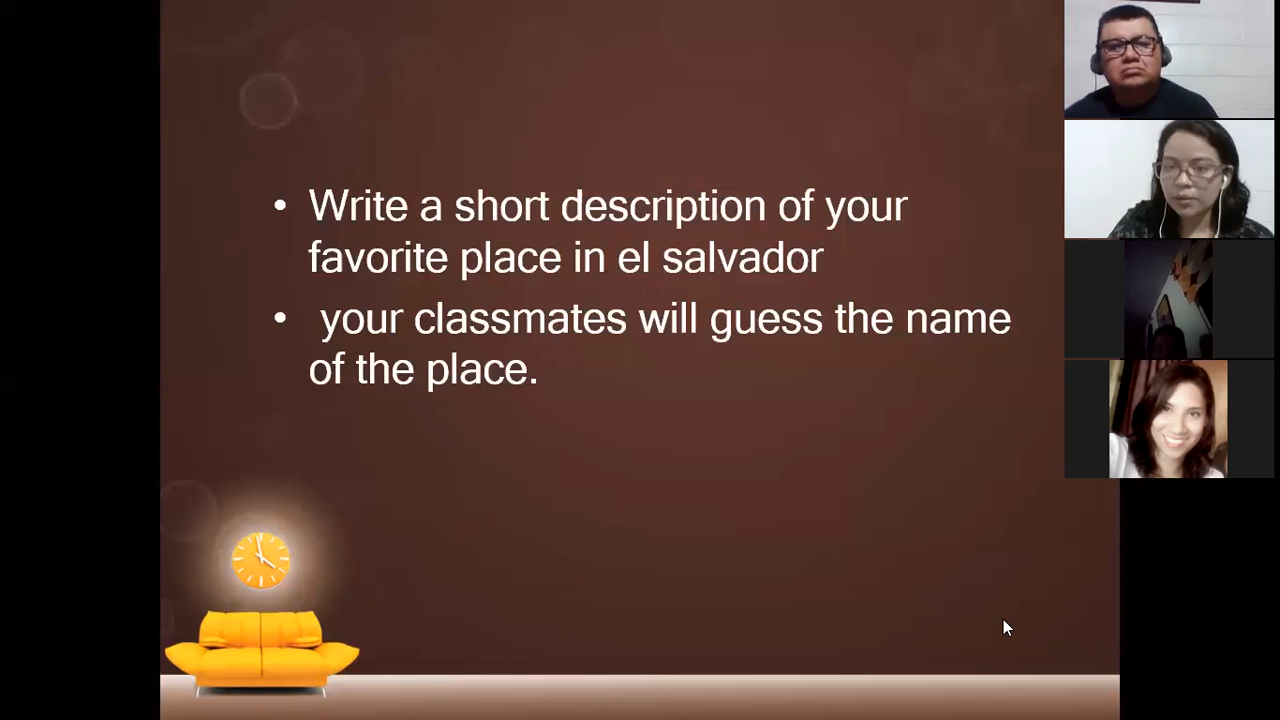 • Write a short description of your
favorite place in el salvador
• your classmates will guess the name
of the place.